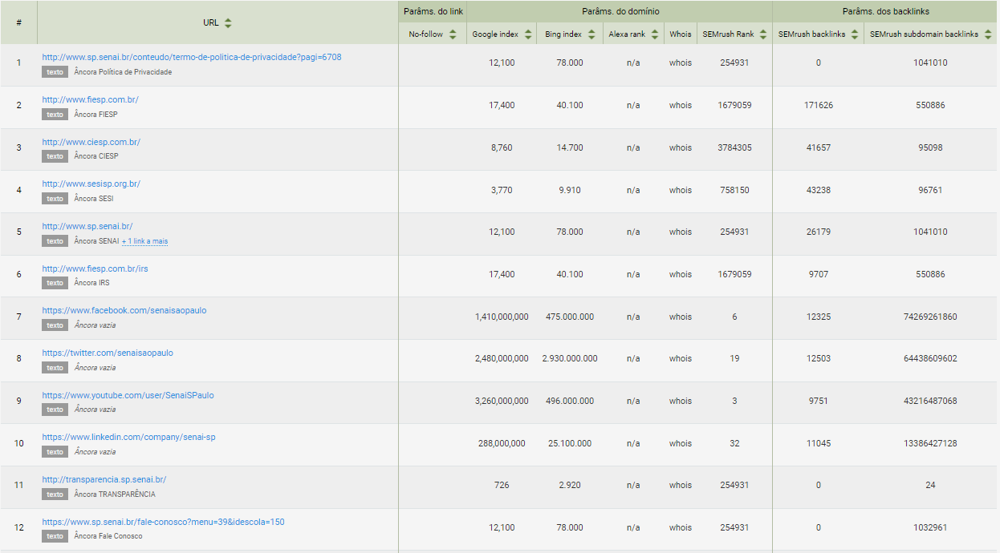 # URL Parâms. do link Parâms. do domínio Parâms. dos backlinks
No-follow Google index Bing index Alexa rank Whois SEMrush Rank SEMrush backlinks SEMrush subdomain backlinks
1 http://www.sp.senai.br/conteudo/termo-de-politica-de-privacidade?pagi=6708 12,100 78.000 n/a whois 254931 0 1041010
texto Âncora Política de Privacidade
2 http://www.fiesp.com.br/ 17,400 40.100 n/a whois 1679059 171626 550886
texto Âncora FIESP
3 http://www.ciesp.com.br/ 8,760 14.700 n/a whois 3784305 41657 95098
texto Âncora CIESP
4 http://www.sesisp.org.br/ 3,770 9.910 n/a whois 758150 43238 96761
texto Âncora SESI
5 http://www.sp.senai.br/ 12,100 78.000 n/a whois 254931 26179 1041010
texto Âncora SENAI + 1 link a mais
6 http://www.fiesp.com.br/irs 17,400 40.100 n/a whois 1679059 9707 550886
texto Âncora IRS
7 https://www.facebook.com/senaisaopaulo 1,410,000,000 475.000.000 n/a whois 6 12325 74269261860
texto Âncora vazia
8 https://twitter.com/senaisaopaulo 2,480,000,000 2.930.000.000 n/a whois 19 12503 64438609602
texto Âncora vazia
9 https://www.youtube.com/user/SenaiSPaulo 3,260,000,000 496.000.000 n/a whois 3 9751 43216487068
texto Âncora vazia
10 https://www.linkedin.com/company/senai-sp 288,000,000 25.100.000 n/a whois 32 11045 13386427128
texto Âncora vazia
11 http://transparencia.sp.senai.br/ 726 2.920 n/a whois 254931 0 24
texto Âncora TRANSPARÊNCIA
12 https://www.sp.senai.br/fale-conosco?menu=39&idescola=150 12,100 78.000 n/a whois 254931 0 1032961
texto Âncora Fale Conosco